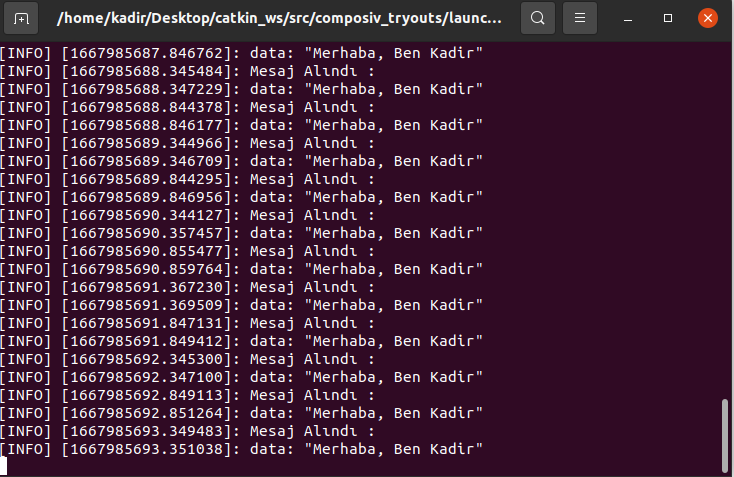 /home/kadir/Desktop/catkin_ws/src/composiv_tryouts/launc...
[INFO] [1667985687.846762]: data: "Merhaba, Ben Kadir"
[INFO] [1667985688.345484]: Mesaj Alındı :
[INFO] [1667985688.347229]: data: "Merhaba, Ben Kadir"
[INFO] [1667985688.844378]: Mesaj Alındı :
[INFO] [1667985688.846177]: data: "Merhaba, Ben Kadir"
[INFO] [1667985689.344966]: Mesaj Alındı :
[INFO] [1667985689.346709]: data: "Merhaba, Ben Kadir"
[INFO] [1667985689.844295]: Mesaj Alındı :
[INFO] [1667985689.846956]: data: "Merhaba, Ben Kadir"
[INFO] [1667985690.344127]: Mesaj Alındı :
[INFO] [1667985690.357457]: data: "Merhaba, Ben Kadir"
[INFO] [1667985690.855477]: Mesaj Alındı :
[INFO] [1667985690.859764]: data: "Merhaba, Ben Kadir"
[INFO] [1667985691.367230]: Mesaj Alındı :
[INFO] [1667985691.369509]: data: "Merhaba, Ben Kadir"
[INFO] [1667985691.847131]: Mesaj Alındı :
[INFO] [1667985691.849412]: data: "Merhaba, Ben Kadir"
[INFO] [1667985692.345300]: Mesaj Alındı :
[INFO] [1667985692.347100]: data: "Merhaba, Ben Kadir"
[INFO] [1667985692.849113]: Mesaj Alındı :
[INFO] [1667985692.851264]: data: "Merhaba, Ben Kadir"
[INFO] [1667985693.349483]: Mesaj Alındı :
[INFO] [1667985693.351038]: data: "Merhaba, Ben Kadir"